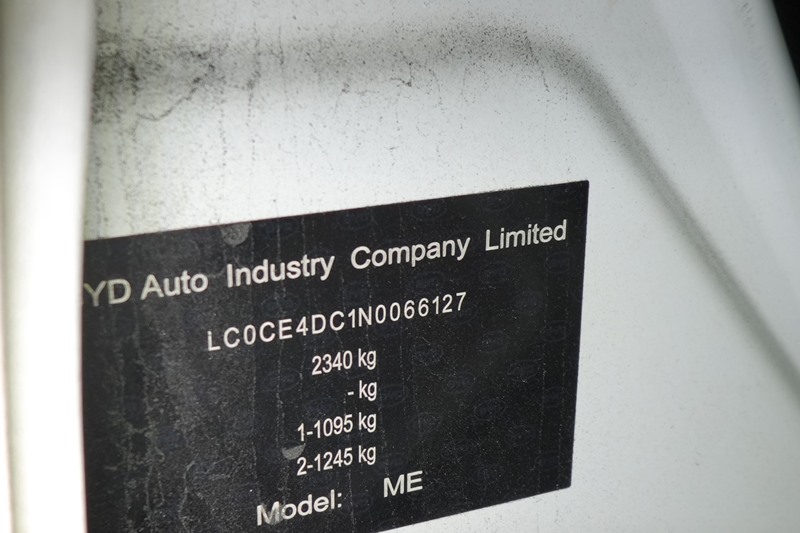 YD Auto Industry Company Limited
LC0CE4DC1N0066127
2340 kg
- kg
1-1095 kg
2-1245 kg
Model: ME